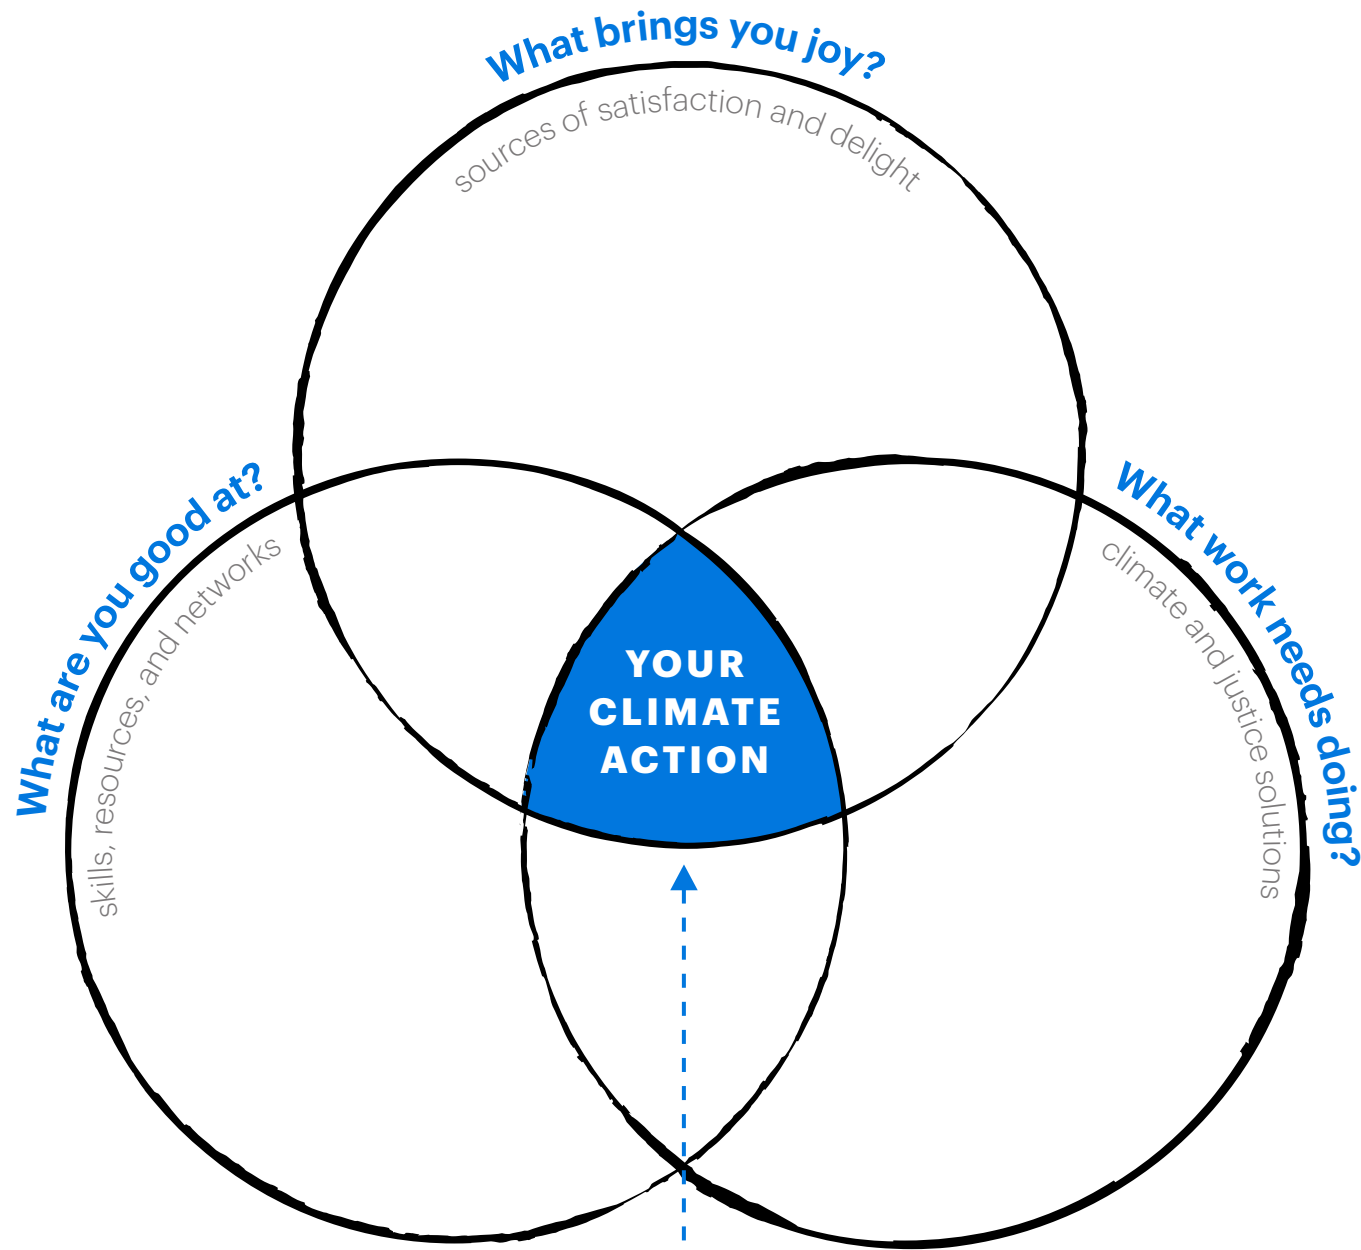 What brings you joy?
sources of satisfaction and delight
What are you good at?
skills, resources, and networks
What work needs doing?
climate and justice solutions
YOUR
CLIMATE
ACTION